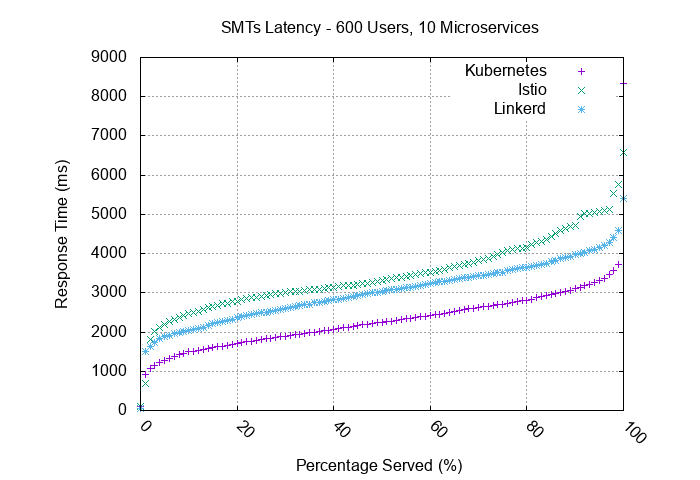 SMTs Latency - 600 Users, 10 Microservices
9000
8000
7000
6000
5000
4000
3000
2000
1000
0
Response Time (ms)
Kubernetes
Istio
Linkerd
0 20 40 60 80 100
Percentage Served (%)